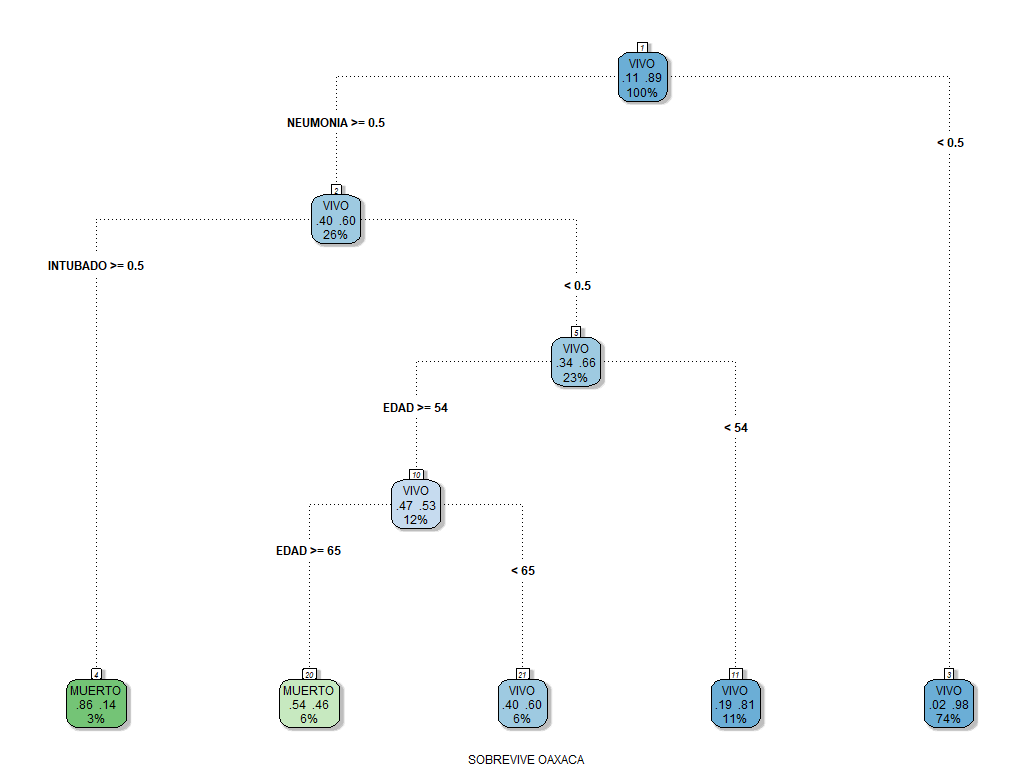 1
VIVO
.11 .89
100%
NEUMONIA >= 0.5
< 0.5
2
VIVO
.40 .60
26%
INTUBADO >= 0.5
< 0.5
5
VIVO
.34 .66
23%
EDAD >= 54
< 54
10
VIVO
.47 .53
12%
EDAD >= 65
< 65
4
MUERTO
.86 .14
3%
20
MUERTO
.54 .46
6%
21
VIVO
.40 .60
6%
11
VIVO
.19 .81
11%
3
VIVO
.02 .98
74%
SOBREVIVE OAXACA